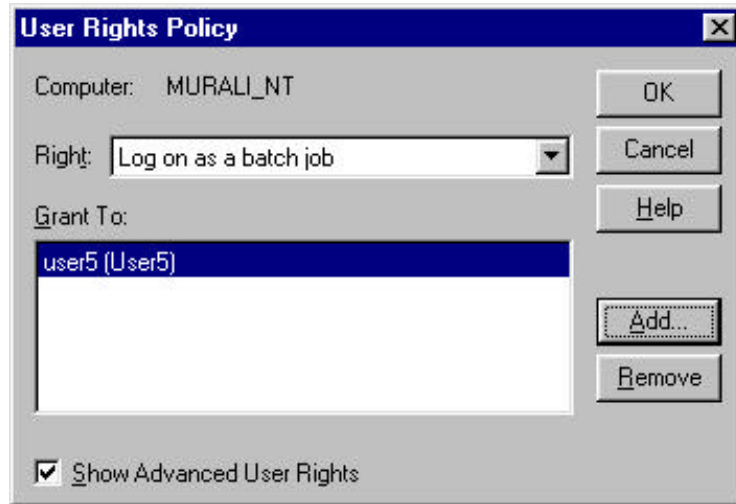 User Rights Policy
Computer: MURALI_NT
OK
Right: Log on as a batch job
Cancel
Help
Grant To:
user5 (User5)
Add...
Remove
Show Advanced User Rights